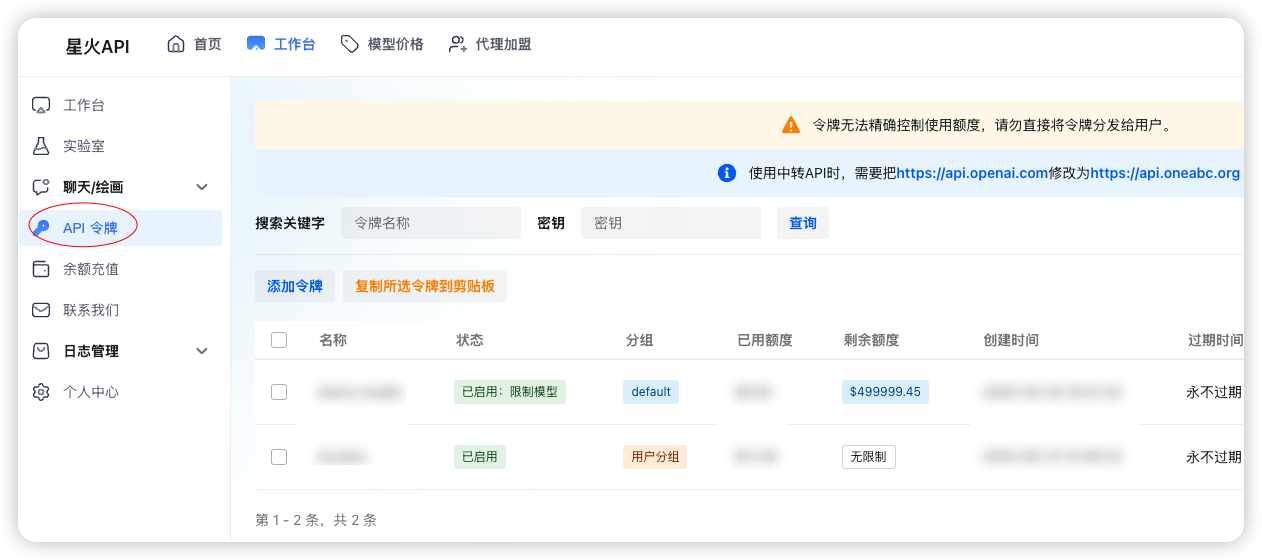 星火API 首页 工作台 模型价格 代理加盟
工作台
实验室
聊天/绘画
API 令牌
余额充值
联系我们
日志管理
个人中心
令牌无法精确控制使用额度，请勿直接将令牌分发给用户。
使用中转API时，需要把https://api.openai.com修改为https://api.oneabc.org
搜索关键字 令牌名称 密钥 密钥 查询
添加令牌 复制所选令牌到剪贴板
名称 状态 分组 已用额度 剩余额度 创建时间 过期时间
已启用：限制模型 default $499999.45 永不过期
已启用 用户分组 无限制 永不过期
第 1 - 2 条，共 2 条